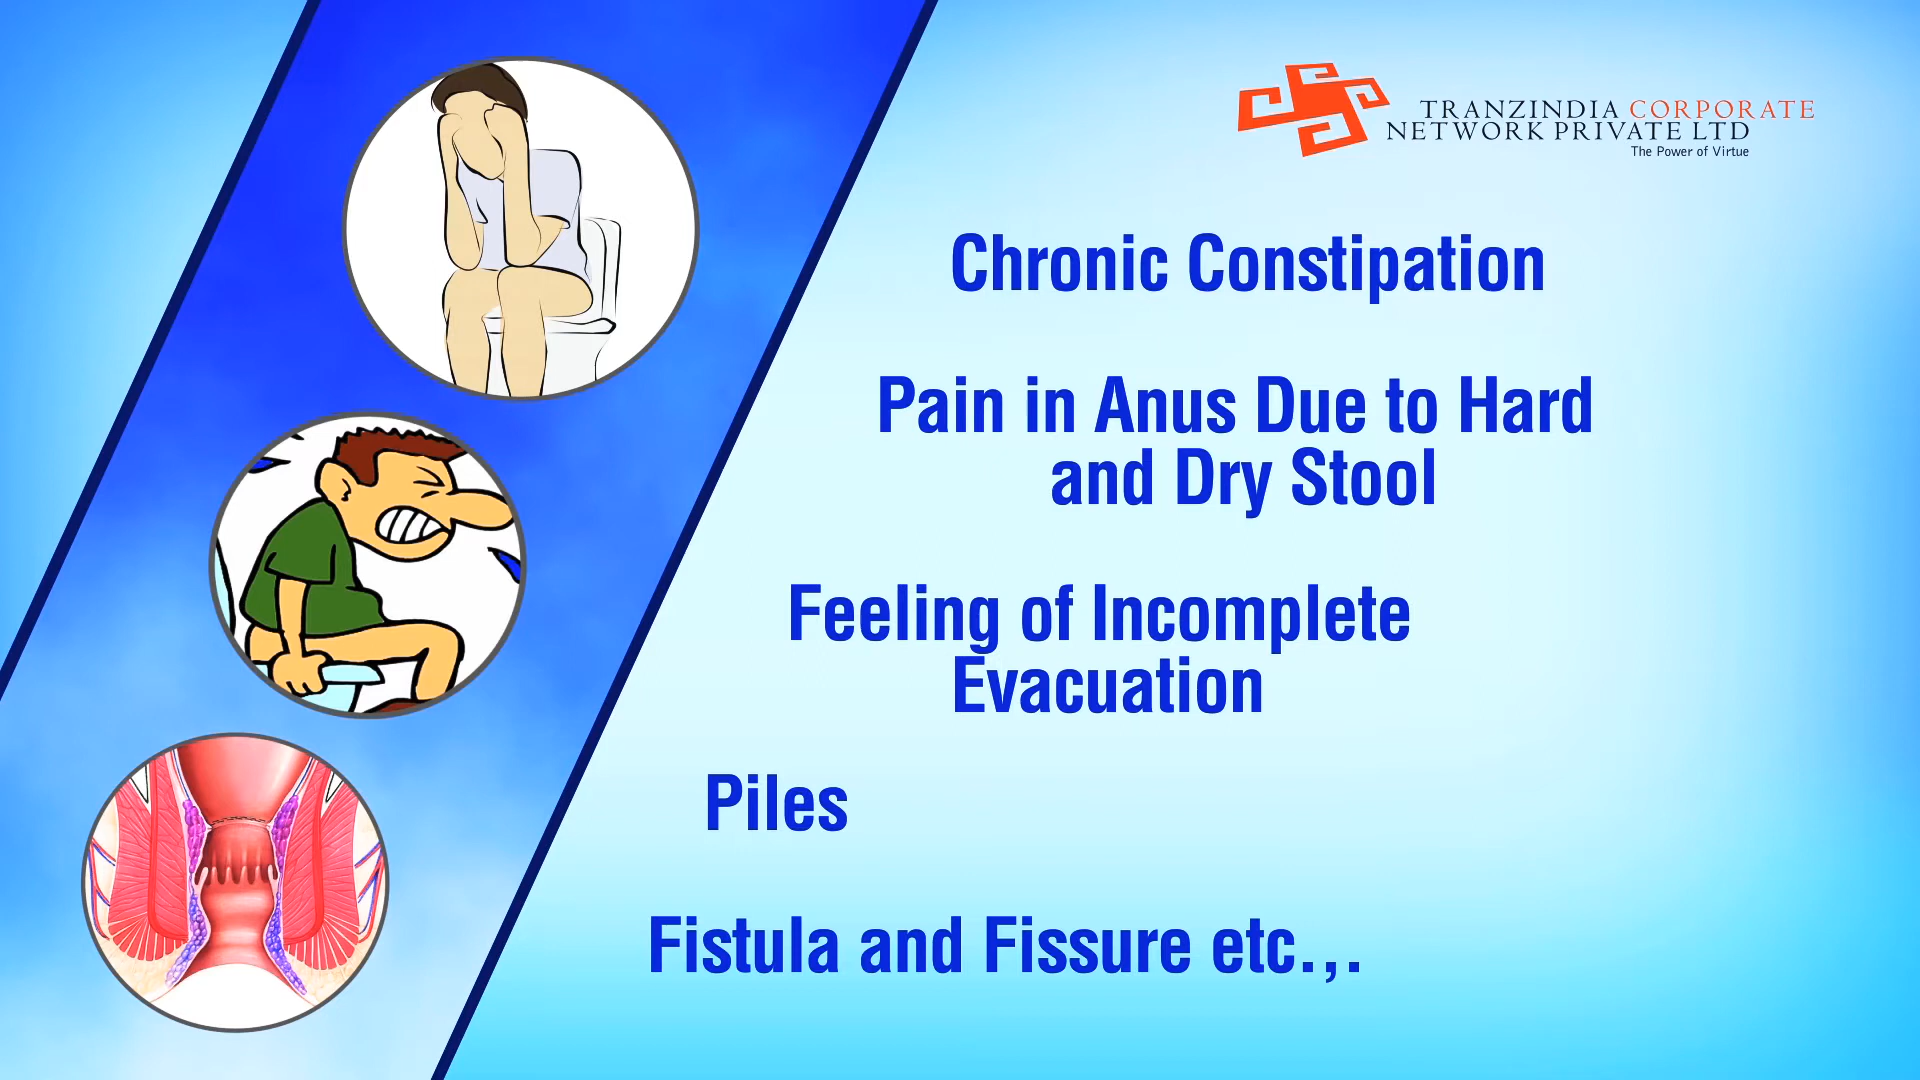 TRANZINDIA CORPORATE
NETWORK PRIVATE LTD
The Power of Virtue
Chronic Constipation
Pain in Anus Due to Hard
and Dry Stool
Feeling of Incomplete
Evacuation
Piles
Fistula and Fissure etc.,.